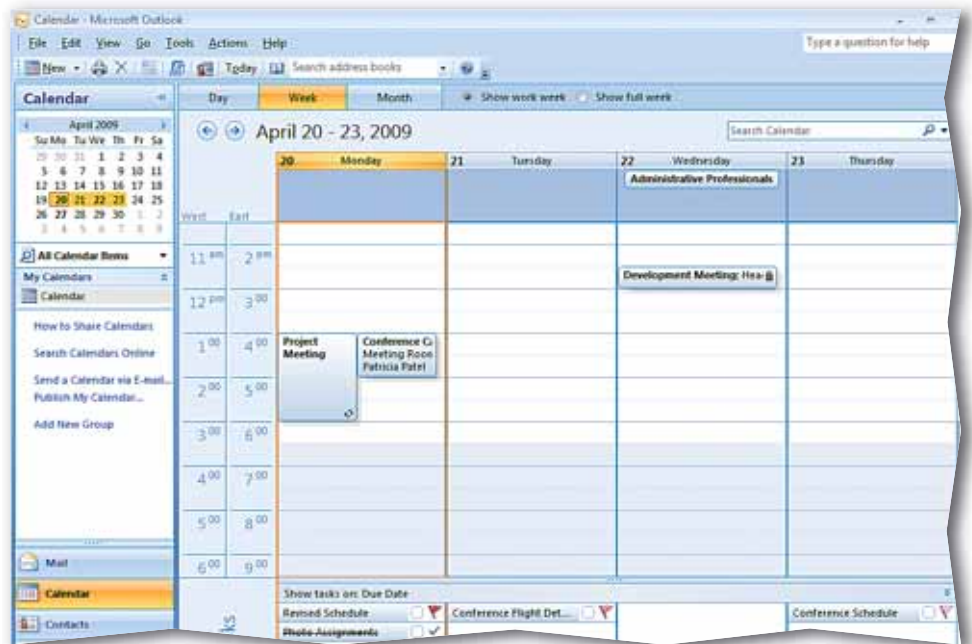 Calendar - Microsoft Outlook
File Edit View Go Tools Actions Help
Type a question for help
New Today Search address books
Calendar
Day Week Month Show work week Show full week
April 2009
Su Mo Tu We Th Fr Sa
29 30 31 1 2 3 4
5 6 7 8 9 10 11
12 13 14 15 16 17 18
19 20 21 22 23 24 25
26 27 28 29 30 1 2
3 4 5 6 7 8 9
All Calendar Items
My Calendars
Calendar
How to Share Calendars
Search Calendars Online
Send a Calendar via E-mail...
Publish My Calendar...
Add New Group
Mail
Calendar
Contacts
April 20 - 23, 2009
Search Calendar
20 Monday 21 Tuesday 22 Wednesday 23 Thursday
Administrative Professionals
West East
11 am 2 pm
Development Meeting; Hea
12 pm 3 00
1 00 4 00
Project Meeting
Conference Ca
Meeting Roon
Patricia Patel
2 00 5 00
3 00 6 00
4 00 7 00
5 00 8 00
6 00 9 00
Show tasks on: Due Date
Revised Schedule Conference Flight Det... Conference Schedule
Photo Assignments